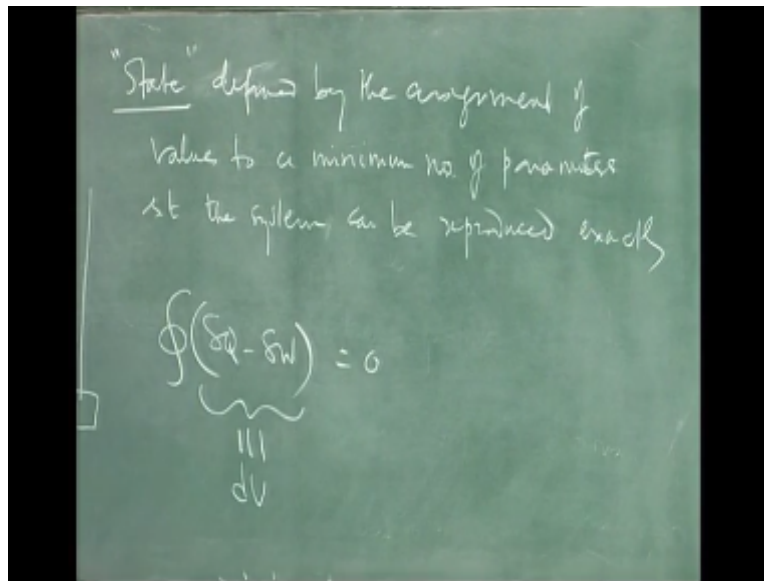 "State" defined by the assignment of
values to a minimum no. of parameters
st the system can be reproduced exactly
∮(δQ - δW) = 0
|||
dU